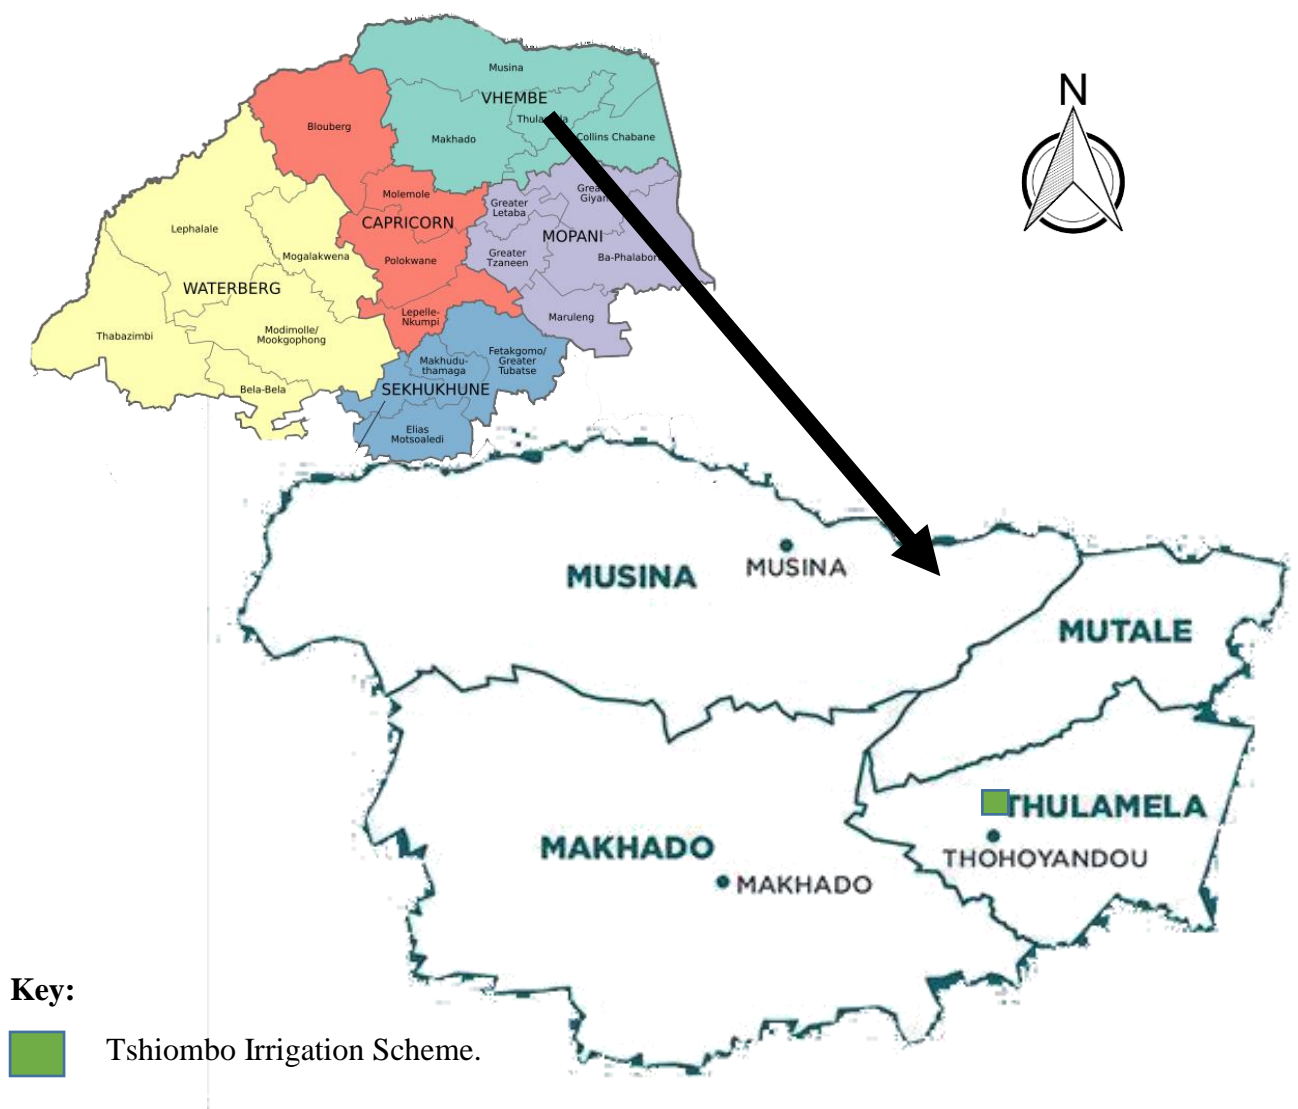 N
Musina
VHEMBE
Blouberg
Makhado
Collins Chabane
Molemole
Greater
Letaba
CAPRICORN
MOPANI
Lephalale
Mogalakwena
Polokwane
Greater
Tzaneen
WATERBERG
Lepelle-
Nkumpi
Maruleng
Thabazimbi
Modimolle/
Mookgophong
Makhudu-
thamaga
Fetakgomo/
Greater
Tubatse
Bela-Bela
SEKHUKHUNE
Elias
Motsoaledi
MUSINA
MUSINA
MUTALE
THULAMELA
MAKHADO
MAKHADO
THOHOYANDOU
Key:
Tshiombo Irrigation Scheme.